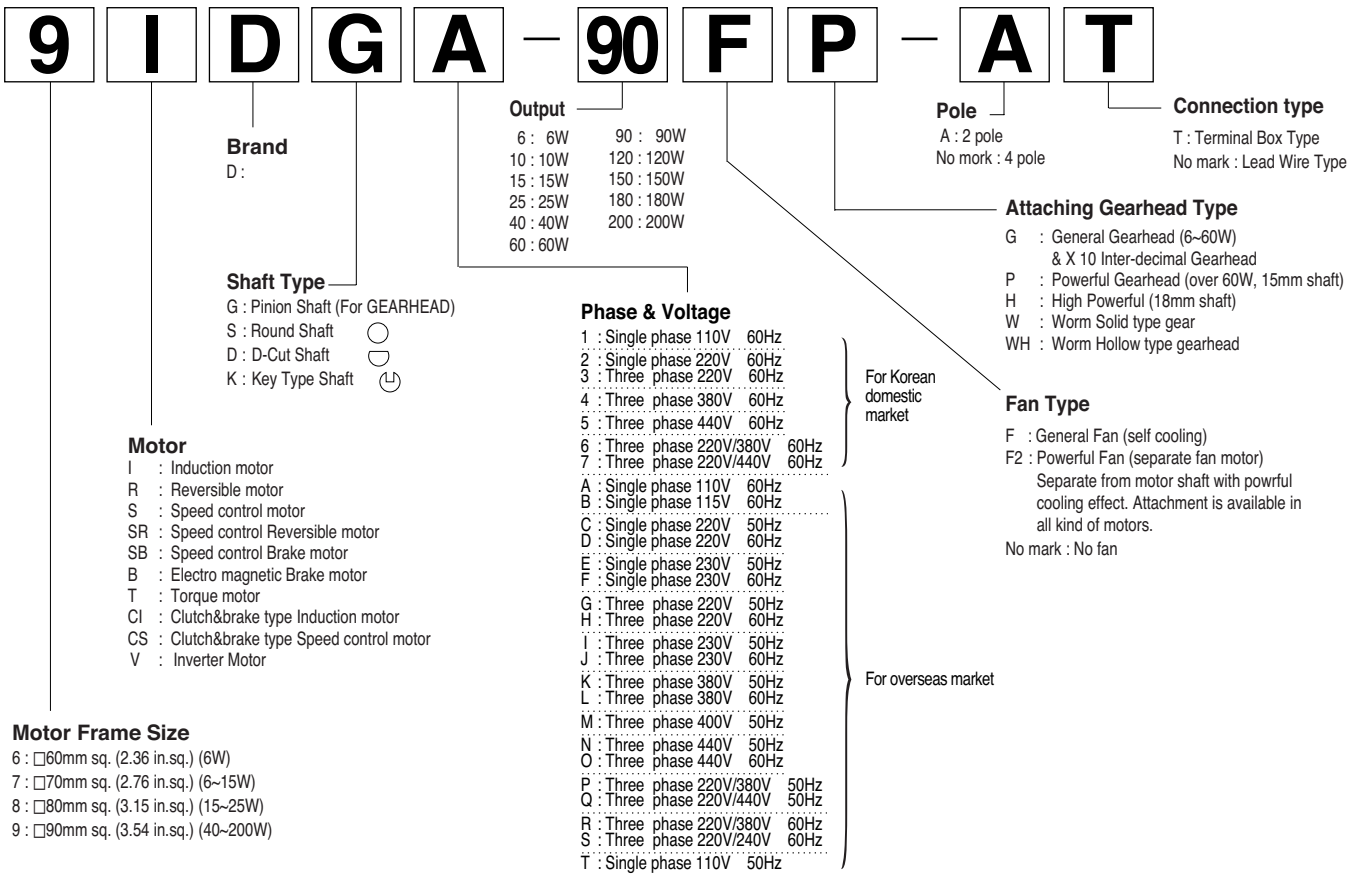 9 I D G A - 90 F P - A T
Output
6 : 6W
10 : 10W
15 : 15W
25 : 25W
40 : 40W
60 : 60W
90 : 90W
120 : 120W
150 : 150W
180 : 180W
200 : 200W
Pole
A : 2 pole
No mork : 4 pole
Connection type
T : Terminal Box Type
No mark : Lead Wire Type
Brand
D :
Attaching Gearhead Type
G : General Gearhead (6~60W)
& X 10 Inter-decimal Gearhead
P : Powerful Gearhead (over 60W, 15mm shaft)
H : High Powerful (18mm shaft)
W : Worm Solid type gear
WH : Worm Hollow type gearhead
Shaft Type
G : Pinion Shaft (For GEARHEAD)
S : Round Shaft
D : D-Cut Shaft
K : Key Type Shaft
Phase & Voltage
1 : Single phase 110V 60Hz
2 : Single phase 220V 60Hz
3 : Three phase 220V 60Hz
4 : Three phase 380V 60Hz
5 : Three phase 440V 60Hz
6 : Three phase 220V/380V 60Hz
7 : Three phase 220V/440V 60Hz
For Korean
domestic
market
A : Single phase 110V 60Hz
B : Single phase 115V 60Hz
C : Single phase 220V 50Hz
D : Single phase 220V 60Hz
E : Single phase 230V 50Hz
F : Single phase 230V 60Hz
G : Three phase 220V 50Hz
H : Three phase 220V 60Hz
I : Three phase 230V 50Hz
J : Three phase 230V 60Hz
K : Three phase 380V 50Hz
L : Three phase 380V 60Hz
M : Three phase 400V 50Hz
N : Three phase 440V 50Hz
O : Three phase 440V 60Hz
P : Three phase 220V/380V 50Hz
Q : Three phase 220V/440V 50Hz
R : Three phase 220V/380V 60Hz
S : Three phase 220V/240V 60Hz
T : Single phase 110V 50Hz
For overseas market
Fan Type
F : General Fan (self cooling)
F2 : Powerful Fan (separate fan motor)
Separate from motor shaft with powrful
cooling effect. Attachment is available in
all kind of motors.
No mark : No fan
Motor
I : Induction motor
R : Reversible motor
S : Speed control motor
SR : Speed control Reversible motor
SB : Speed control Brake motor
B : Electro magnetic Brake motor
T : Torque motor
CI : Clutch&brake type Induction motor
CS : Clutch&brake type Speed control motor
V : Inverter Motor
Motor Frame Size
6 : □60mm sq. (2.36 in.sq.) (6W)
7 : □70mm sq. (2.76 in.sq.) (6~15W)
8 : □80mm sq. (3.15 in.sq.) (15~25W)
9 : □90mm sq. (3.54 in.sq.) (40~200W)